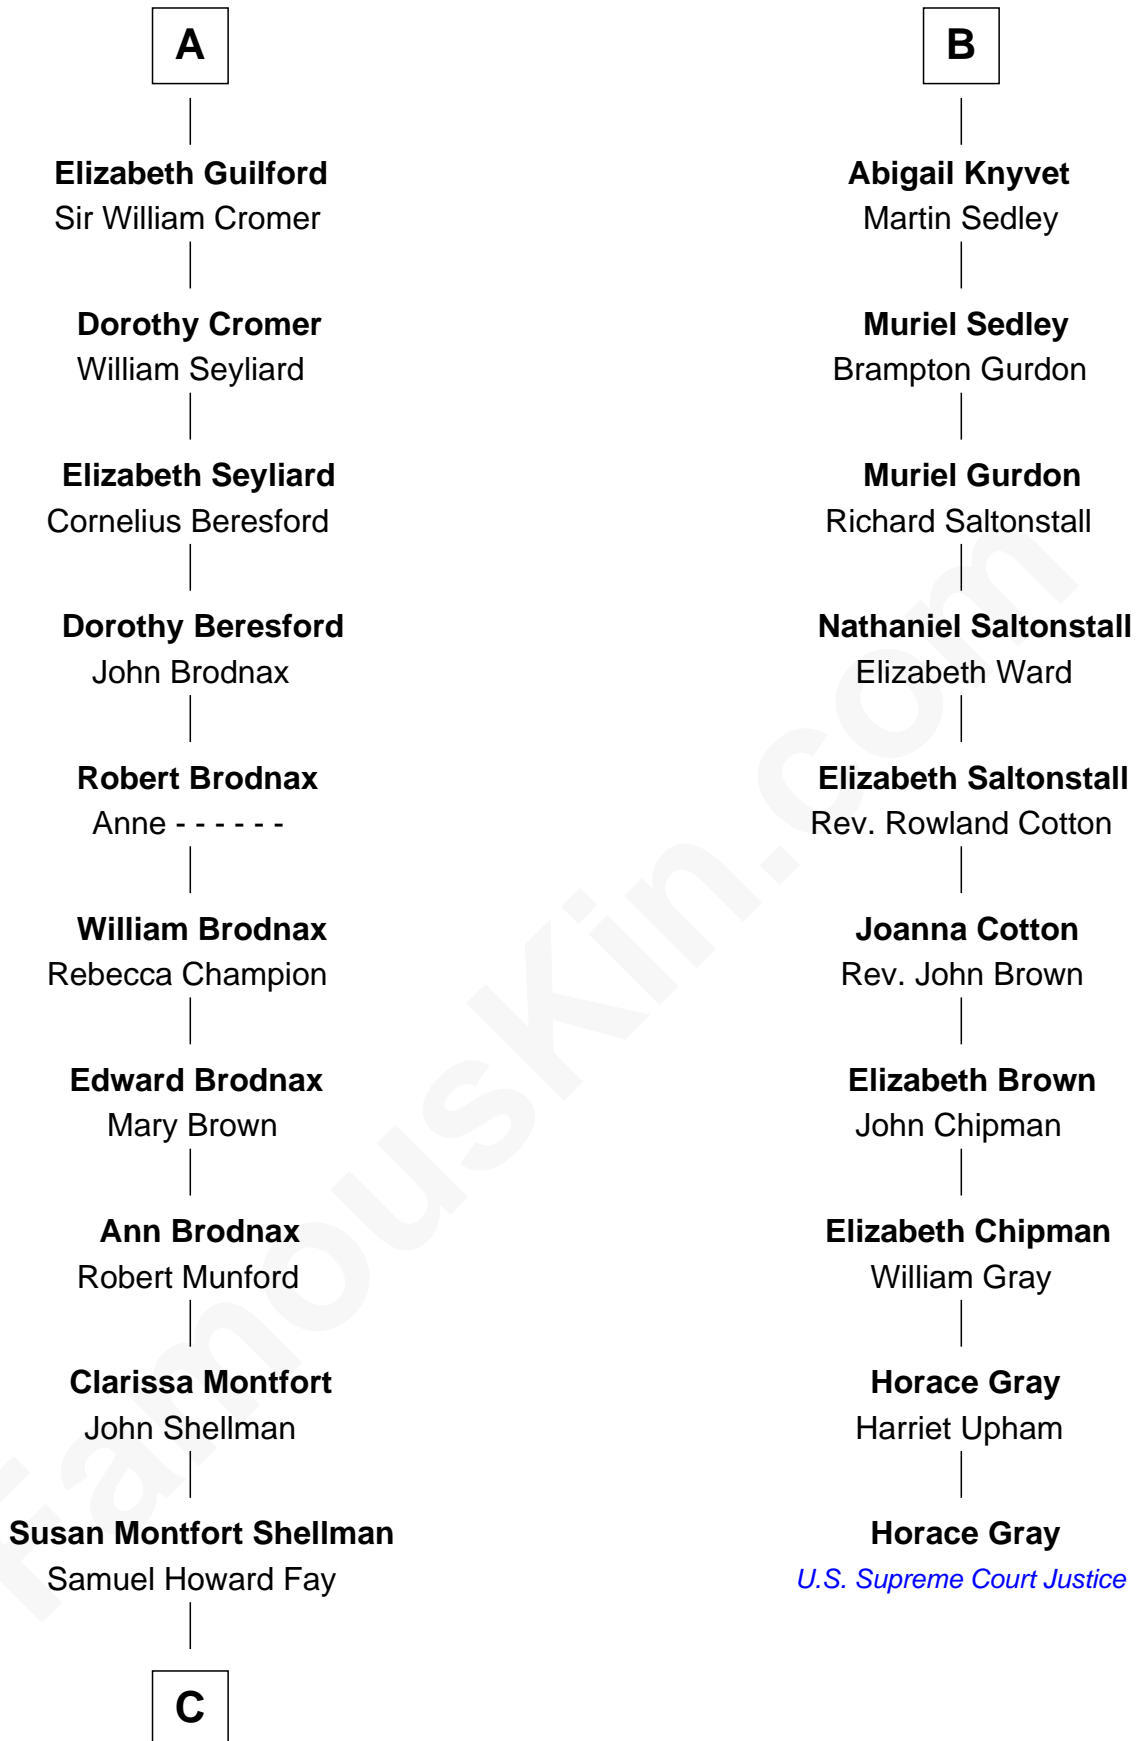 A
Elizabeth Guilford
Sir William Cromer
Dorothy Cromer
William Seyliard
Elizabeth Seyliard
Cornelius Beresford
Dorothy Beresford
John Brodnax
Robert Brodnax
Anne - - - - - -
William Brodnax
Rebecca Champion
Edward Brodnax
Mary Brown
Ann Brodnax
Robert Munford
Clarissa Montfort
John Shellman
Susan Montfort Shellman
Samuel Howard Fay
C
B
Abigail Knyvet
Martin Sedley
Muriel Sedley
Brampton Gurdon
Muriel Gurdon
Richard Saltonstall
Nathaniel Saltonstall
Elizabeth Ward
Elizabeth Saltonstall
Rev. Rowland Cotton
Joanna Cotton
Rev. John Brown
Elizabeth Brown
John Chipman
Elizabeth Chipman
William Gray
Horace Gray
Harriet Upham
Horace Gray
U.S. Supreme Court Justice
FamousKin.com